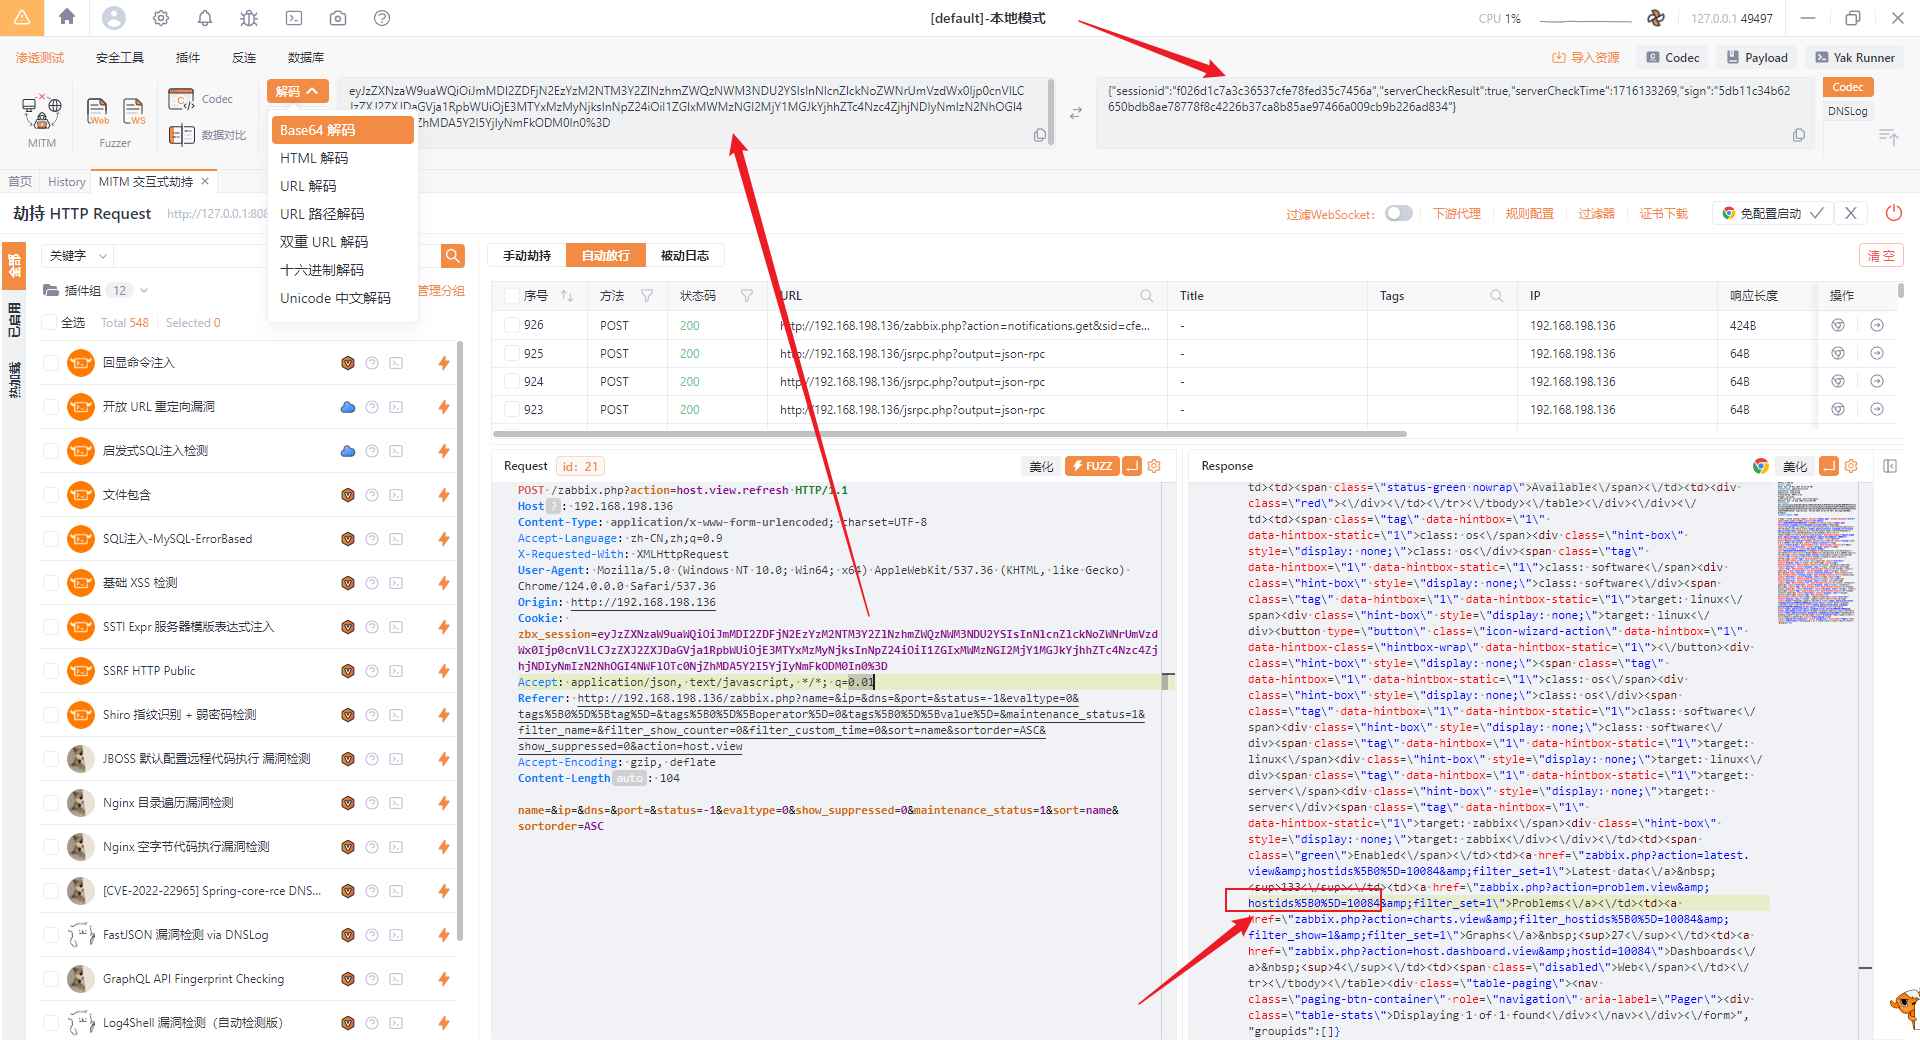 [default]-本地模式
CPU 1%
127.0.0.1 49497
渗透测试
安全工具
插件
反连
数据库
导入资源
Codec
Payload
Yak Runner
MITM
Web
WS
Fuzzer
Codec
数据对比
解码
Base64 解码
HTML 解码
URL 解码
URL 路径解码
双重 URL 解码
十六进制解码
Unicode 中文解码
{"sessionid":"f026d1c7a3c36537cfe78fed35c7456a","serverCheckResult":true,"serverCheckTime":1716133269,"sign":"5db11c34b62
650bdb8ae78778f8c4226b37ca8b85ae97466a009cb9b226ad834"}
Codec
DNSLog
首页
History
MITM 交互式劫持
劫持 HTTP Request
http://127.0.0.1:808
过滤WebSocket:
下游代理
规则配置
过滤器
证书下载
免配置启动
全部
已启用
热加载
关键字
插件组 12
管理分组
全选
Total 548
Selected 0
回显命令注入
开放 URL 重定向漏洞
启发式SQL注入检测
文件包含
SQL注入-MySQL-ErrorBased
基础 XSS 检测
SSTI Expr 服务器模版表达式注入
SSRF HTTP Public
Shiro 指纹识别 + 弱密码检测
JBOSS 默认配置远程代码执行 漏洞检测
Nginx 目录遍历漏洞检测
Nginx 空字节代码执行漏洞检测
[CVE-2022-22965] Spring-core-rce DNS...
FastJSON 漏洞检测 via DNSLog
GraphQL API Fingerprint Checking
Log4Shell 漏洞检测（自动检测版）
手动劫持
自动放行
被动日志
清 空
序号 方法 状态码 URL Title Tags IP 响应长度 操作
926 POST 200 http://192.168.198.136/zabbix.php?action=notifications.get&sid=cfe... - 192.168.198.136 424B
925 POST 200 http://192.168.198.136/jsrpc.php?output=json-rpc - 192.168.198.136 64B
924 POST 200 http://192.168.198.136/jsrpc.php?output=json-rpc - 192.168.198.136 64B
923 POST 200 http://192.168.198.136/jsrpc.php?output=json-rpc - 192.168.198.136 64B
Request
id: 21
美化
FUZZ
POST /zabbix.php?action=host.view.refresh HTTP/1.1
Host ? : 192.168.198.136
Content-Type: application/x-www-form-urlencoded; charset=UTF-8
Accept-Language: zh-CN,zh;q=0.9
X-Requested-With: XMLHttpRequest
User-Agent: Mozilla/5.0 (Windows NT 10.0; Win64; x64) AppleWebKit/537.36 (KHTML, like Gecko)
Chrome/124.0.0.0 Safari/537.36
Origin: http://192.168.198.136
Cookie:
Accept: application/json, text/javascript, */*; q=0.01
Referer: http://192.168.198.136/zabbix.php?name=&ip=&dns=&port=&status=-1&evaltype=0&
tags%5B0%5D%5Btag%5D=&tags%5B0%5D%5Boperator%5D=0&tags%5B0%5D%5Bvalue%5D=&maintenance_status=1&
filter_name=&filter_show_counter=0&filter_custom_time=0&sort=name&sortorder=ASC&
show_suppressed=0&action=host.view
Accept-Encoding: gzip, deflate
Content-Length auto : 104
name=&ip=&dns=&port=&status=-1&evaltype=0&show_suppressed=0&maintenance_status=1&sort=name&
sortorder=ASC
Response
美化
td><td><span class=\"status-green nowrap\">Available<\/span><\/td><td><div
class=\"red\"><\/div><\/td><\/tr><\/table><\/div><\/div><\/
td><td><span class=\"tag\" data-hintbox=\"1\"
data-hintbox-static=\"1\">class: os<\/span><div class=\"hint-box\"
style=\"display: none;\">class: os<\/div><span class=\"tag\"
data-hintbox=\"1\" data-hintbox-static=\"1\">class: software<\/span><div
class=\"hint-box\" style=\"display: none;\">class: software<\/div><span
class=\"tag\" data-hintbox=\"1\" data-hintbox-static=\"1\">target: linux<\/
span><div class=\"hint-box\" style=\"display: none;\">target: linux<\/
div><button type=\"button\" class=\"icon-wizard-action\" data-hintbox=\"1\"
data-hintbox-class=\"hintbox-wrap\" data-hintbox-static=\"1\"><\/button><div
class=\"hint-box\" style=\"display: none;\"><span class=\"tag\"
data-hintbox=\"1\" data-hintbox-static=\"1\">class: os<\/span><div
class=\"hint-box\" style=\"display: none;\">class: os<\/div><span
class=\"tag\" data-hintbox=\"1\" data-hintbox-static=\"1\">class: software<\/
span><div class=\"hint-box\" style=\"display: none;\">class: software<\/
div><span class=\"tag\" data-hintbox=\"1\" data-hintbox-static=\"1\">target:
linux<\/span><div class=\"hint-box\" style=\"display: none;\">target: linux<\/
div><span class=\"tag\" data-hintbox=\"1\" data-hintbox-static=\"1\">target:
server<\/span><div class=\"hint-box\" style=\"display: none;\">target:
server<\/div><span class=\"tag\" data-hintbox=\"1\"
data-hintbox-static=\"1\">target: zabbix<\/span><div class=\"hint-box\"
style=\"display: none;\">target: zabbix<\/div><\/div><\/td><td><span
class=\"green\">Enabled<\/span><\/td><td><a href=\"zabbix.php?action=latest.
view&amp;hostids%5B0%5D=10084&amp;filter_set=1\">Latest data<\/a>&nbsp;
<sup>133<\/sup><\/td><td><a href=\"zabbix.php?action=problem.view&amp;
hostids%5B0%5D=10084&amp;filter_set=1\">Problems<\/a><\/td><td><a
href=\"zabbix.php?action=charts.view&amp;filter_hostids%5B0%5D=10084&amp;
filter_show=1&amp;filter_set=1\">Graphs<\/a>&nbsp;<sup>27<\/sup><\/td><td><a
href=\"zabbix.php?action=host.dashboard.view&amp;hostid=10084\">Dashboards<\/
a>&nbsp;<sup>4<\/sup><\/td><td><span class=\"disabled\">Web<\/span><\/td><\/
tr><\/tbody><\/table><div class=\"table-paging\"><nav
class=\"paging-btn-container\" role=\"navigation\" aria-label=\"Pager\"><div
class=\"table-stats\">Displaying 1 of 1 found<\/div><\/nav><\/div><\/form>",
"groupids":[]}